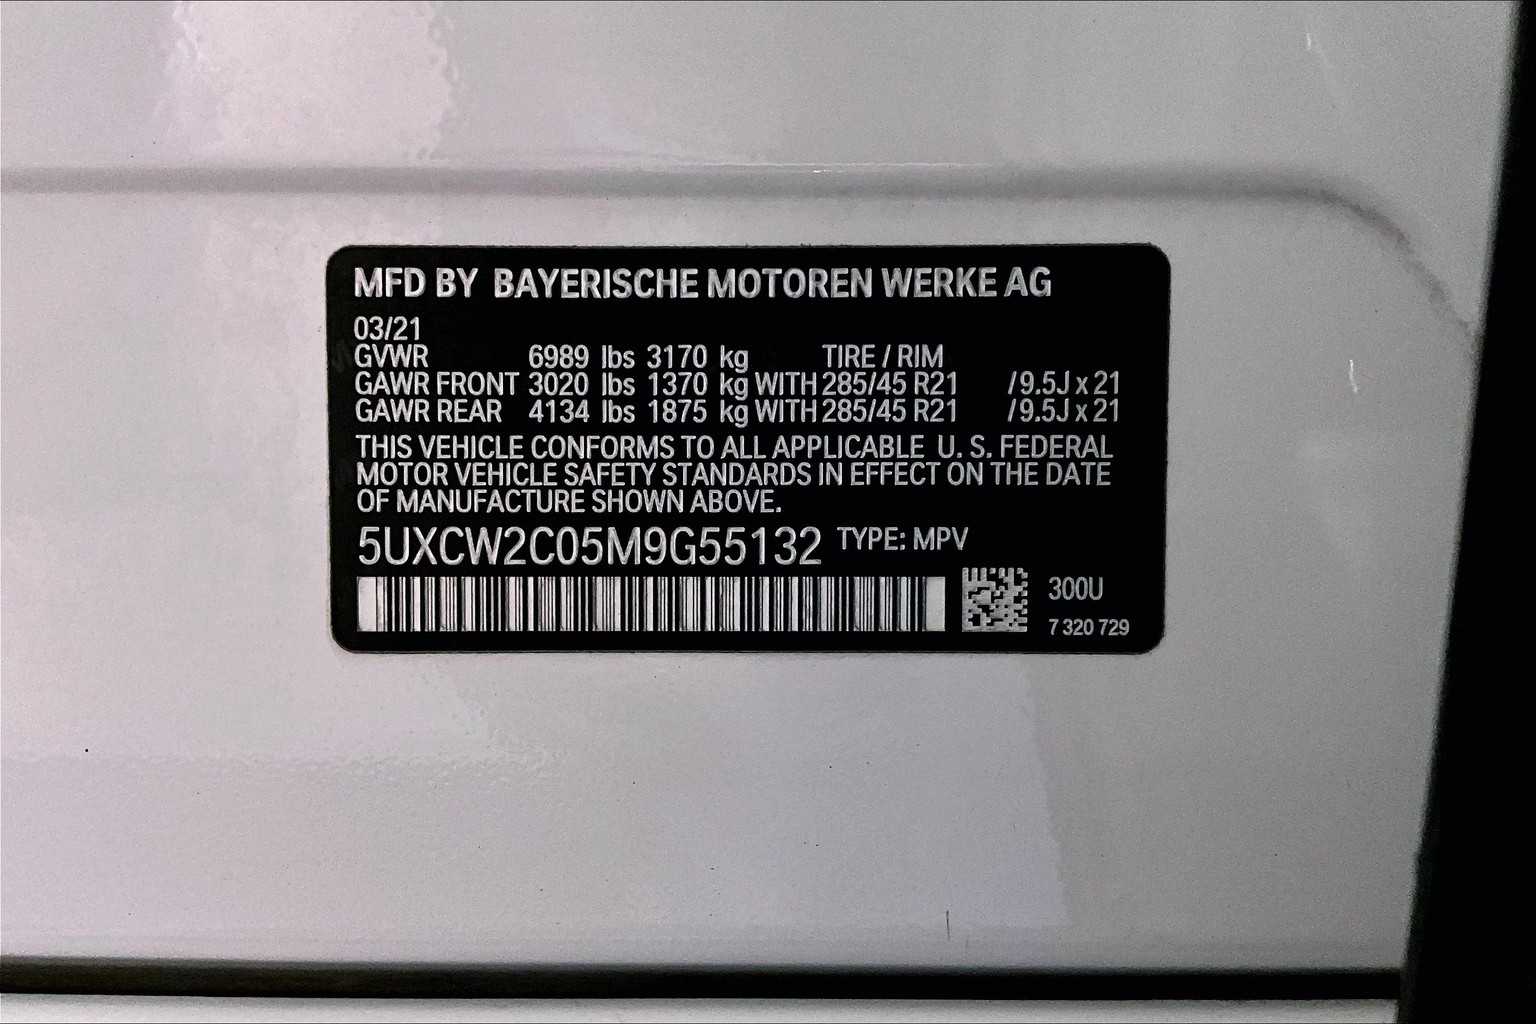 MFD BY BAYERISCHE MOTOREN WERKE AG
03/21
GVWR 6989 lbs 3170 kg TIRE / RIM
GAWR FRONT 3020 lbs 1370 kg WITH 285/45 R21 /9.5J x 21
GAWR REAR 4134 lbs 1875 kg WITH 285/45 R21 /9.5J x 21
THIS VEHICLE CONFORMS TO ALL APPLICABLE U. S. FEDERAL
MOTOR VEHICLE SAFETY STANDARDS IN EFFECT ON THE DATE
OF MANUFACTURE SHOWN ABOVE.
5UXCW2C05M9G55132 TYPE: MPV
300U
7 320 729